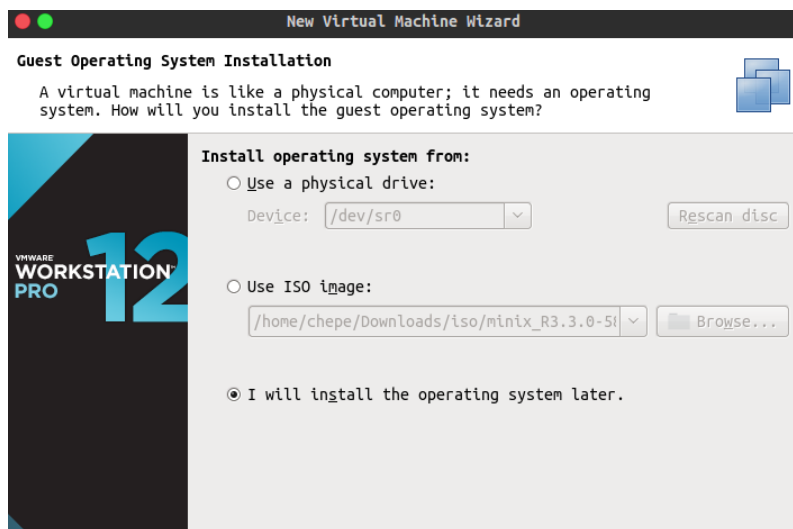 New Virtual Machine Wizard
Guest Operating System Installation
A virtual machine is like a physical computer; it needs an operating
system. How will you install the guest operating system?
Install operating system from:
Use a physical drive:
Device: /dev/sr0 Rescan disc
VMWARE
WORKSTATION™
PRO 12
Use ISO image:
/home/chepe/Downloads/iso/minix_R3.3.0-58 Browse...
I will install the operating system later.